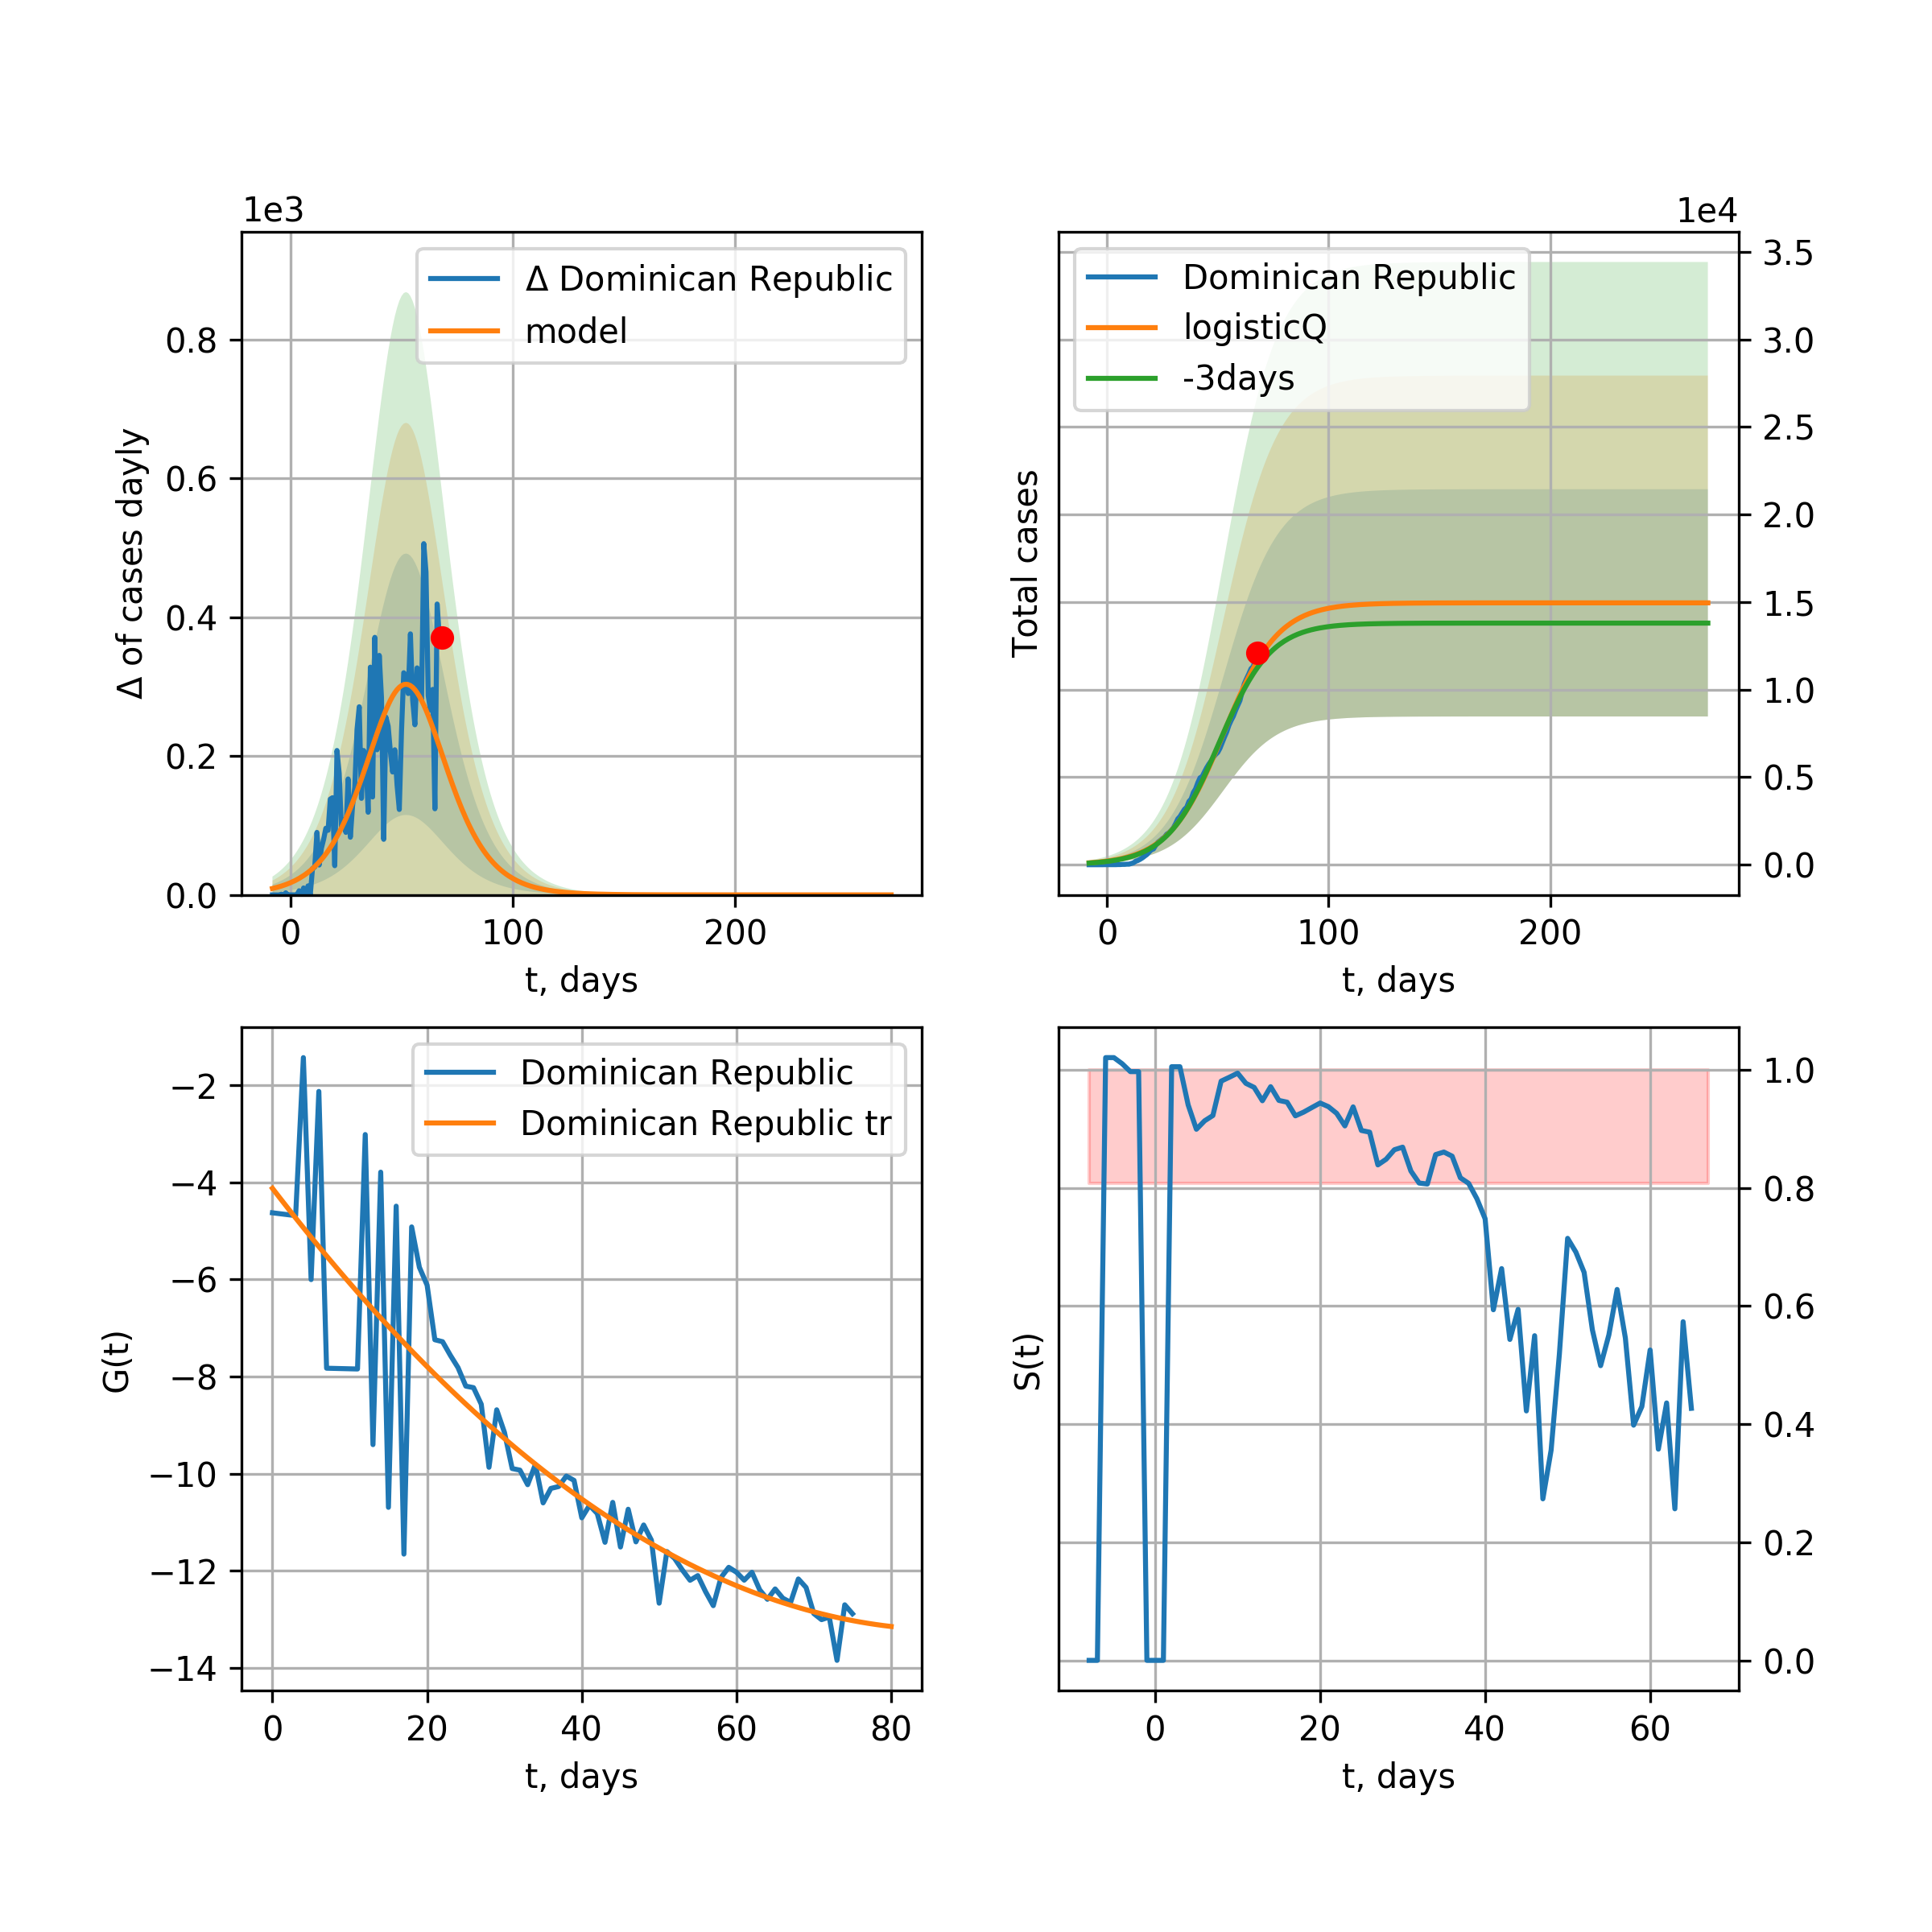 1e3
Δ Dominican Republic
model
0.8
0.6
0.4
0.2
0.0
Δ of cases dayly
0 100 200
t, days
1e4
Dominican Republic
logisticQ
-3days
3.5
3.0
2.5
2.0
1.5
1.0
0.5
0.0
Total cases
0 100 200
t, days
Dominican Republic
Dominican Republic tr
−2
−4
−6
−8
−10
−12
−14
G(t)
0 20 40 60 80
t, days
1.0
0.8
0.6
0.4
0.2
0.0
S(t)
0 20 40 60
t, days